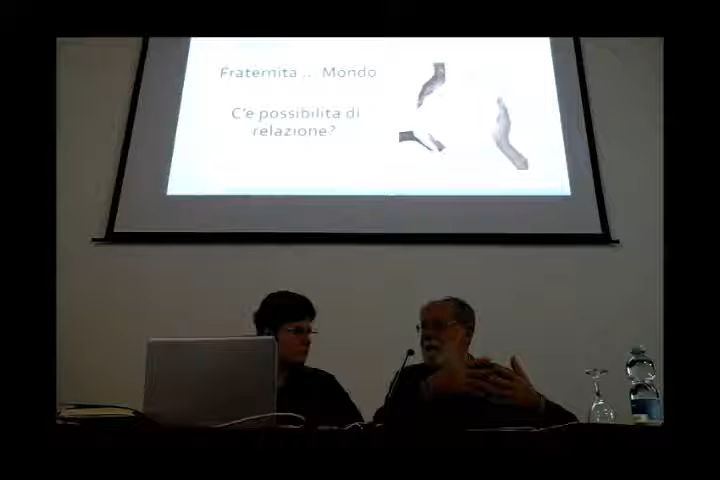 Fraternita .. Mondo
C'e possibilita di
relazione?